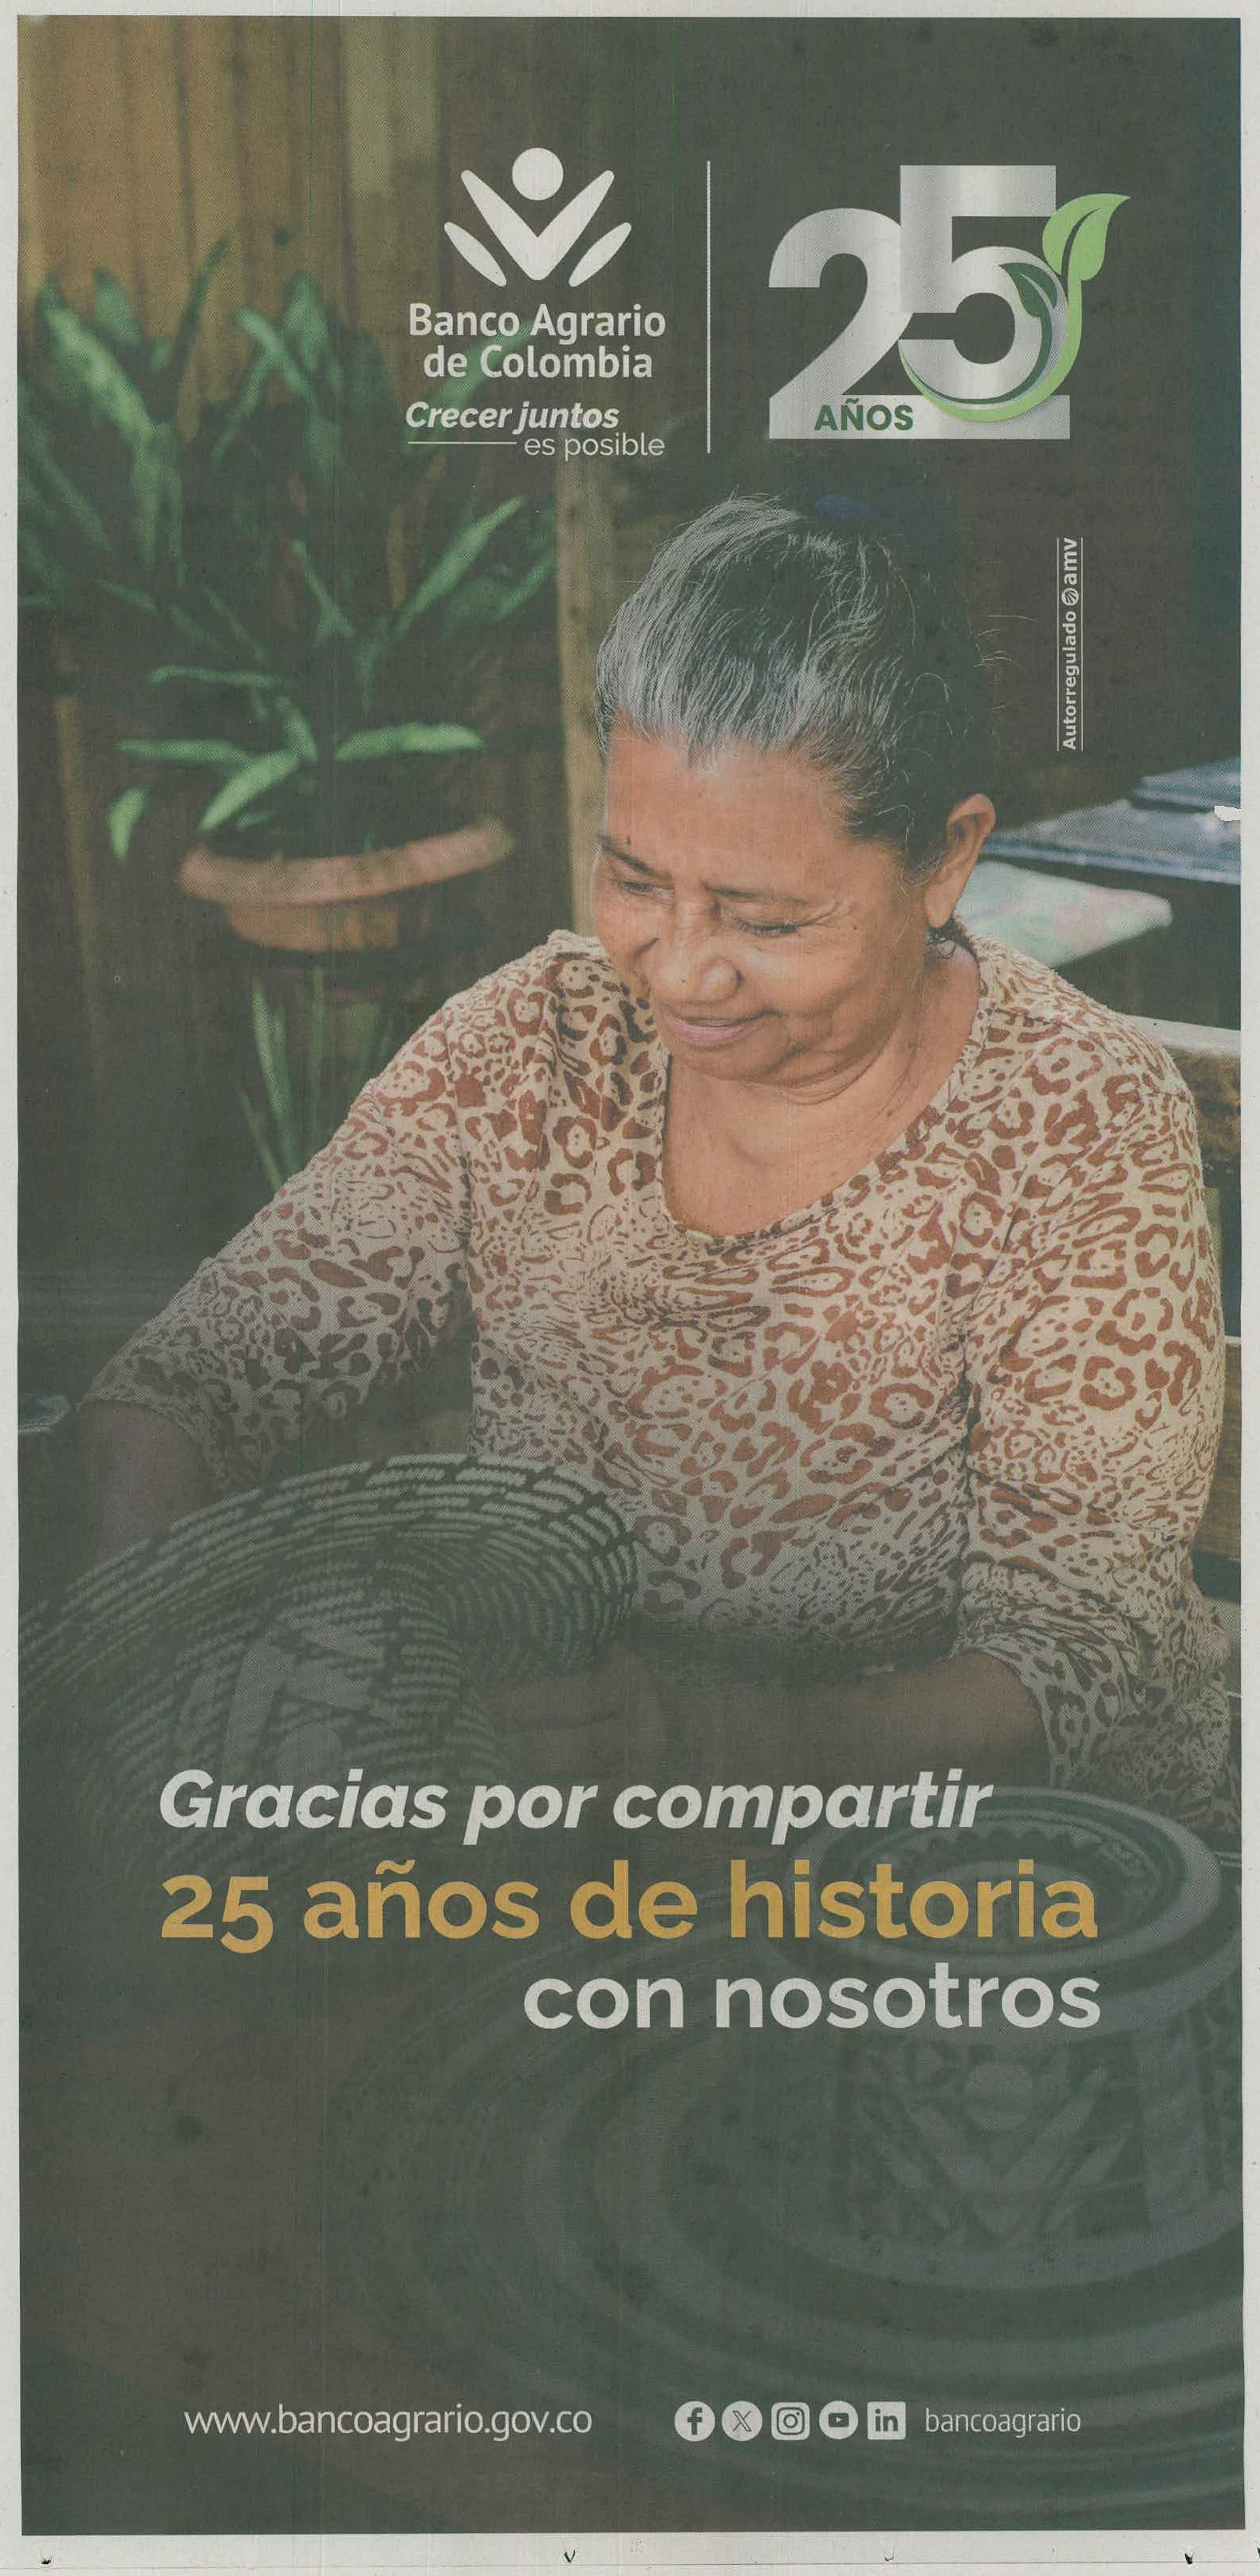 Banco Agrario
de Colombia
Crecer juntos
es posible
25
AÑOS
Autorregulado amv
Gracias por compartir
25 años de historia
con nosotros
www.bancoagrario.gov.co
bancoagrario